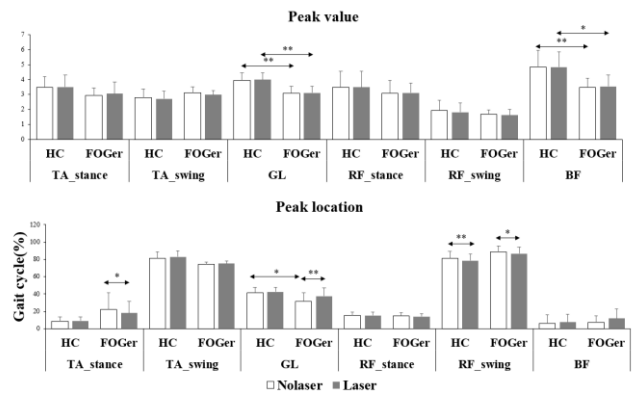 Peak value
7
6
5
4
3
2
1
0
** ** ** *
HC FOGer HC FOGer HC FOGer HC FOGer HC FOGer HC FOGer
TA_stance TA_swing GL RF_stance RF_swing BF
Peak location
Gait cycle(%)
120
100
80
60
40
20
0
* * ** ** *
HC FOGer HC FOGer HC FOGer HC FOGer HC FOGer HC FOGer
TA_stance TA_swing GL RF_stance RF_swing BF
Nolaser Laser